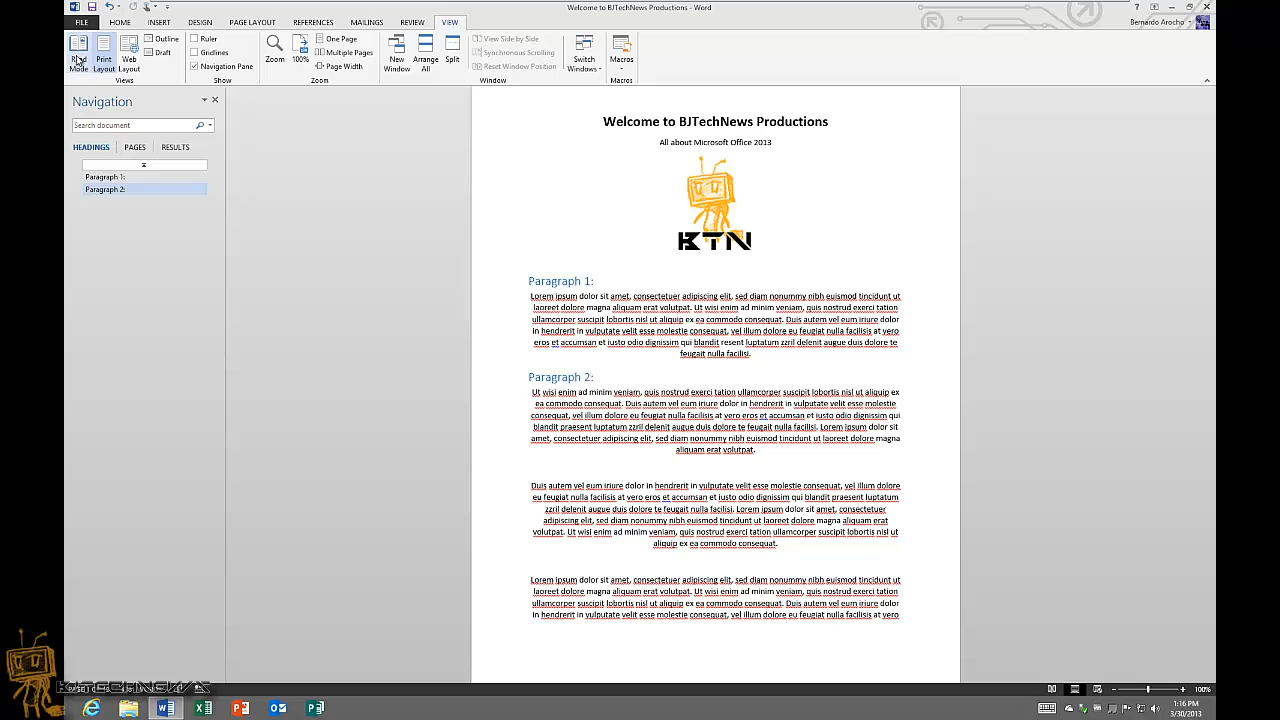 Welcome to BJTechNews Productions - Word
FILE HOME INSERT DESIGN PAGE LAYOUT REFERENCES MAILINGS REVIEW VIEW
Bernardo Arocho
Mode
Print Layout
Web Layout
Outline
Draft
Views
Ruler
Gridlines
Navigation Pane
Show
Zoom
100%
One Page
Multiple Pages
Page Width
Zoom
New Window
Arrange All
Split
View Side by Side
Synchronous Scrolling
Reset Window Position
Window
Switch Windows
Macros
Macros
Navigation
Search document
HEADINGS PAGES RESULTS
Paragraph 1:
Paragraph 2:
Welcome to BJTechNews Productions
All about Microsoft Office 2013
BTN
Paragraph 1:
Lorem ipsum dolor sit amet, consectetuer adipiscing elit, sed diam nonummy nibh euismod tincidunt ut
laoreet dolore magna aliquam erat volutpat. Ut wisi enim ad minim veniam, quis nostrud exerci tation
ullamcorper suscipit lobortis nisl ut aliquip ex ea commodo consequat. Duis autem vel eum iriure dolor
in hendrerit in vulputate velit esse molestie consequat, vel illum dolore eu feugiat nulla facilisis at vero
eros et accumsan et iusto odio dignissim qui blandit resent luptatum zzril delenit augue duis dolore te
feugait nulla facilisi.
Paragraph 2:
Ut wisi enim ad minim veniam, quis nostrud exerci tation ullamcorper suscipit lobortis nisl ut aliquip ex
ea commodo consequat. Duis autem vel eum iriure dolor in hendrerit in vulputate velit esse molestie
consequat, vel illum dolore eu feugiat nulla facilisis at vero eros et accumsan et iusto odio dignissim qui
blandit praesent luptatum zzril delenit augue duis dolore te feugait nulla facilisi. Lorem ipsum dolor sit
amet, consectetuer adipiscing elit, sed diam nonummy nibh euismod tincidunt ut laoreet dolore magna
aliquam erat volutpat.
Duis autem vel eum iriure dolor in hendrerit in vulputate velit esse molestie consequat, vel illum dolore
eu feugiat nulla facilisis at vero eros et accumsan et iusto odio dignissim qui blandit praesent luptatum
zzril delenit augue duis dolore te feugait nulla facilisi. Lorem ipsum dolor sit amet, consectetuer
adipiscing elit, sed diam nonummy nibh euismod tincidunt ut laoreet dolore magna aliquam erat
volutpat. Ut wisi enim ad minim veniam, quis nostrud exerci tation ullamcorper suscipit lobortis nisl ut
aliquip ex ea commodo consequat.
Lorem ipsum dolor sit amet, consectetuer adipiscing elit, sed diam nonummy nibh euismod tincidunt ut
laoreet dolore magna aliquam erat volutpat. Ut wisi enim ad minim veniam, quis nostrud exerci tation
ullamcorper suscipit lobortis nisl ut aliquip ex ea commodo consequat. Duis autem vel eum iriure dolor
in hendrerit in vulputate velit esse molestie consequat, vel illum dolore eu feugiat nulla facilisis at vero
BJTECHNEWS
100%
1:16 PM
3/30/2013